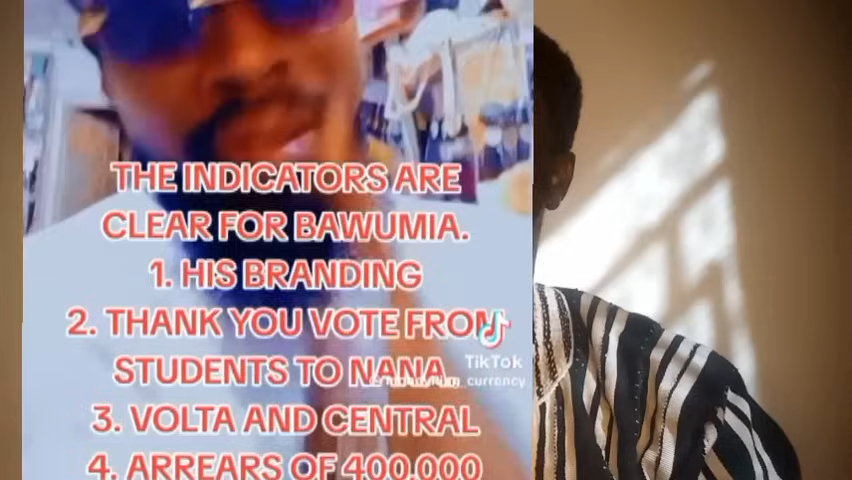 THE INDICATORS ARE
CLEAR FOR BAWUMIA.
1. HIS BRANDING
2. THANK YOU VOTE FROM
STUDENTS TO NANA
TikTok
currency
3. VOLTA AND CENTRAL
4. ARREARS OF 400,000